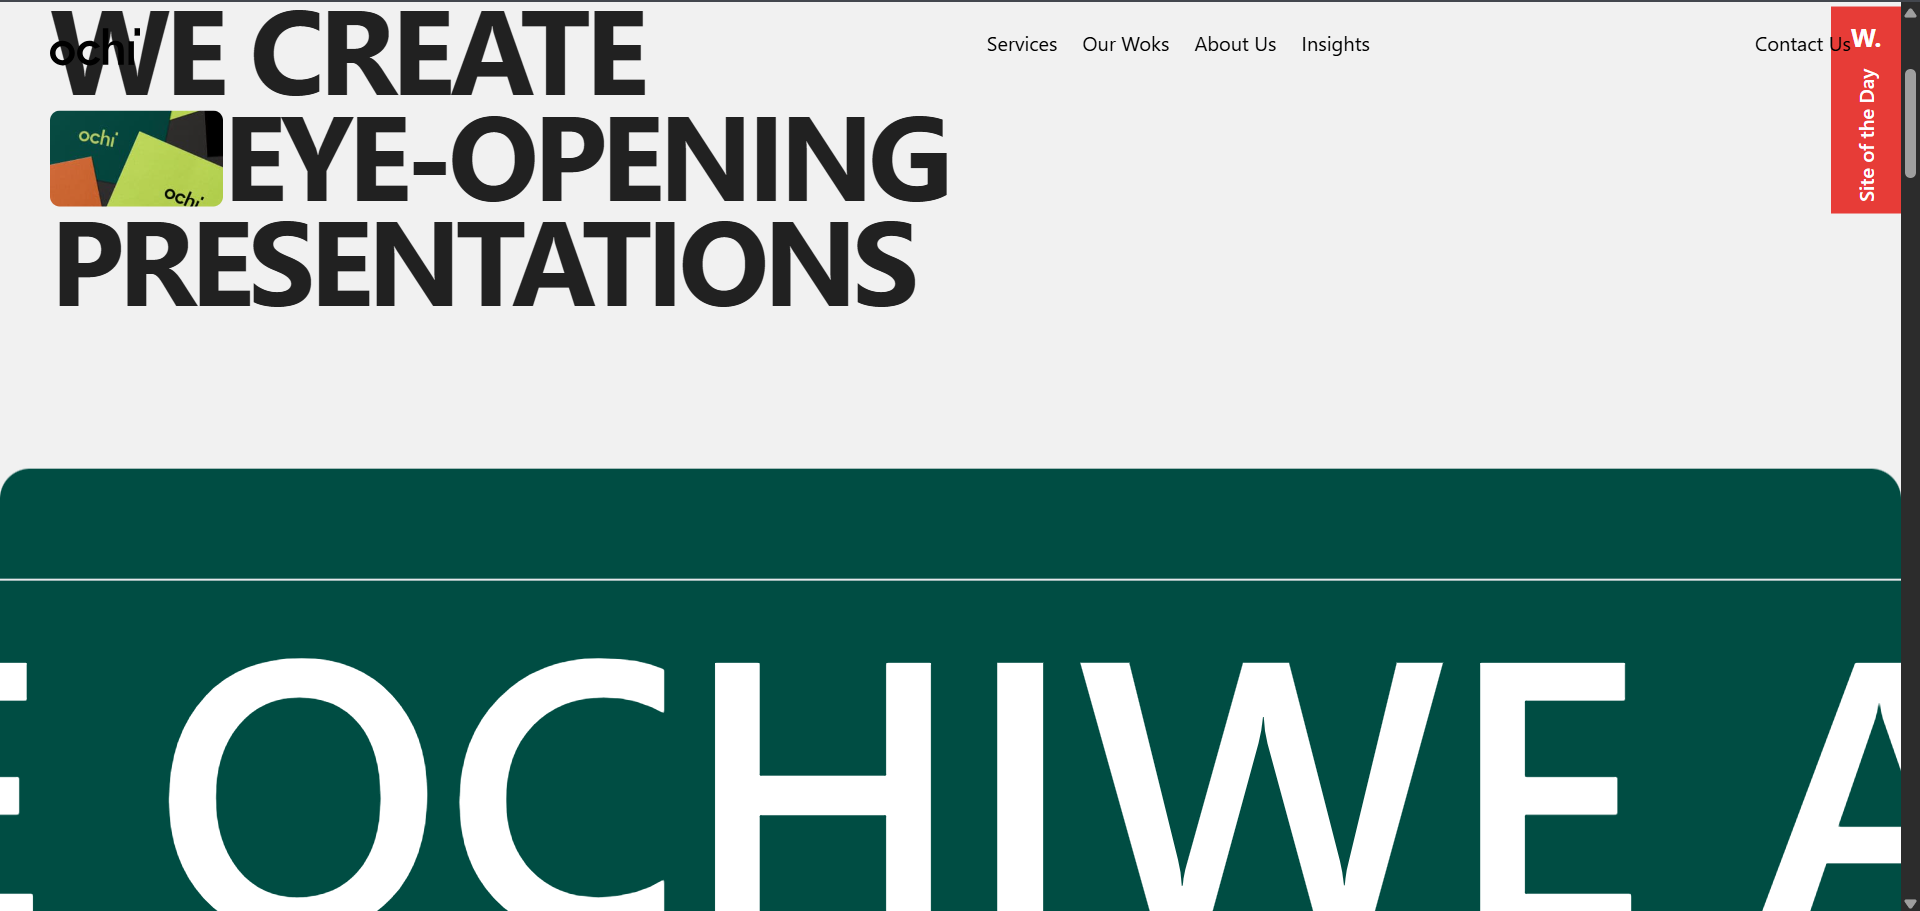 ochi
Services Our Woks About Us Insights
Contact Us
W.
Site of the Day
WE CREATE
ochi
ochi
EYE-OPENING
PRESENTATIONS
E OCHIWE A